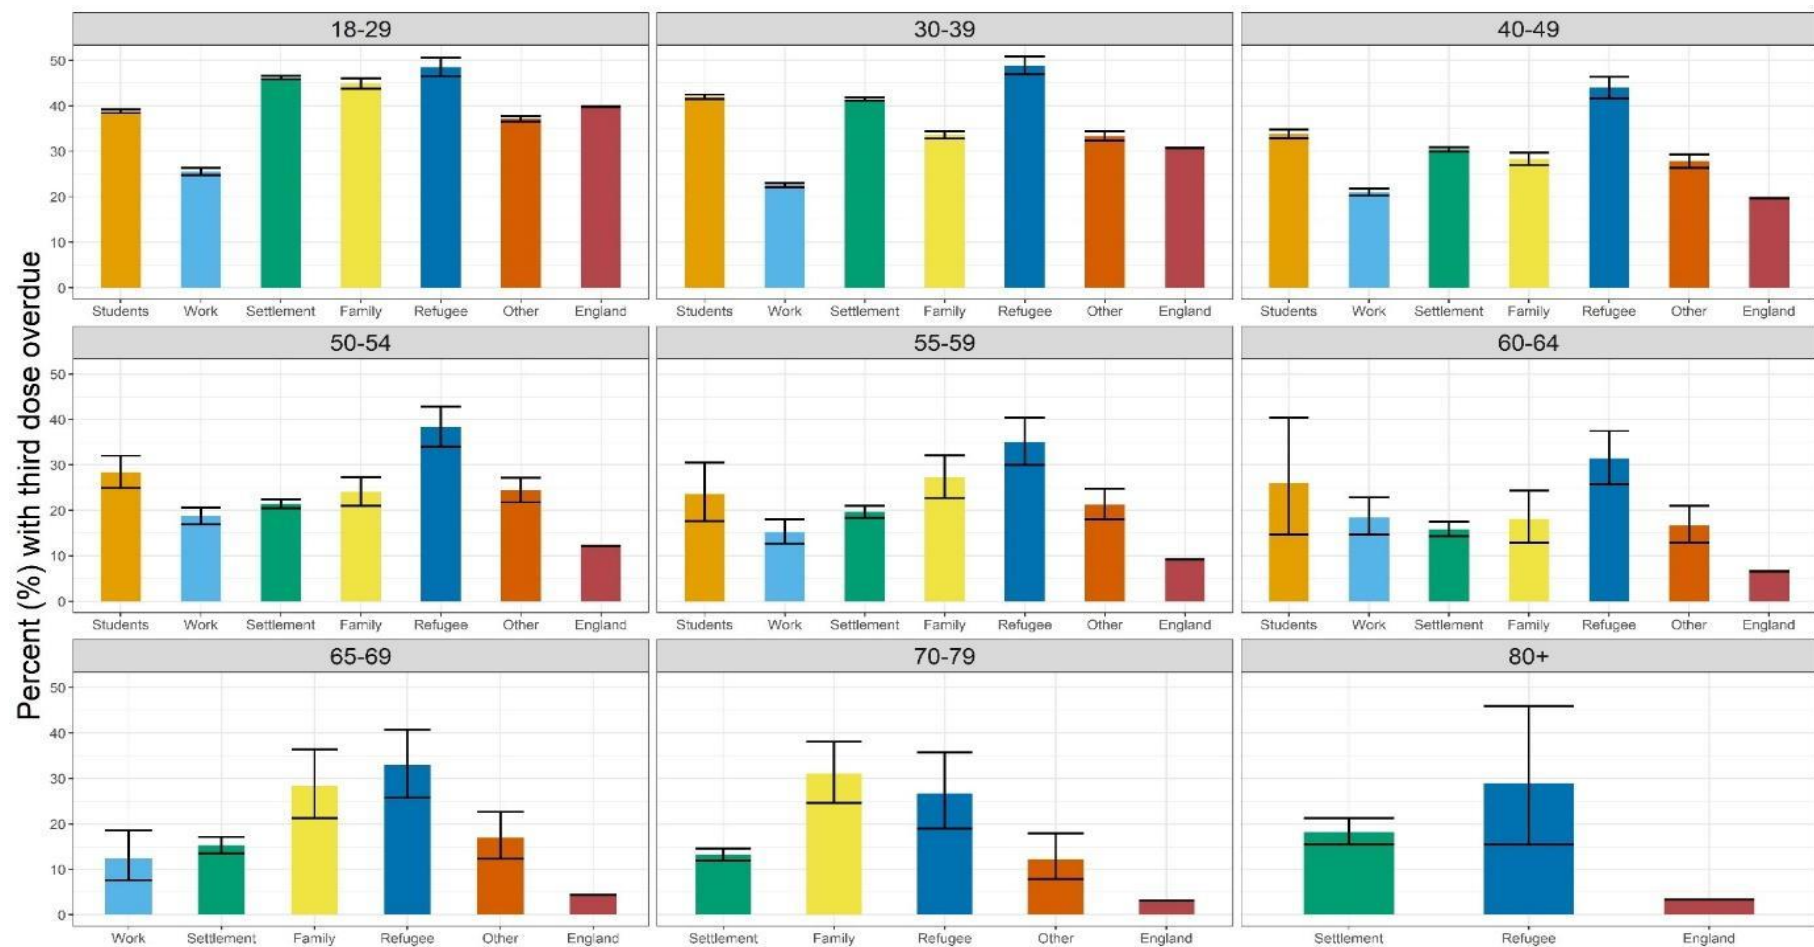 Percent (%) with third dose overdue
18-29 30-39 40-49
50 40 30 20 10 0
Students Work Settlement Family Refugee Other England Students Work Settlement Family Refugee Other England Students Work Settlement Family Refugee Other England
50-54 55-59 60-64
50 40 30 20 10 0
Students Work Settlement Family Refugee Other England Students Work Settlement Family Refugee Other England Students Work Settlement Family Refugee Other England
65-69 70-79 80+
50 40 30 20 10 0
Work Settlement Family Refugee Other England Settlement Family Refugee Other England Settlement Refugee England